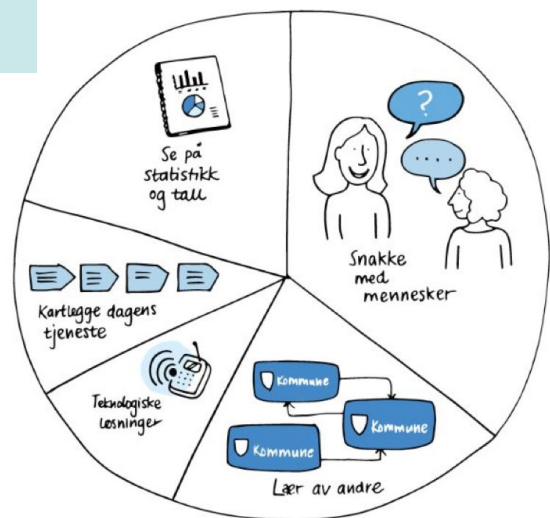 ?
....
Se på
statistikk
og tall
Snakke
med
mennesker
Kartlegge dagens
tjeneste
Teknologiske
løsninger
Kommune
Kommune
Kommune
Lær av andre